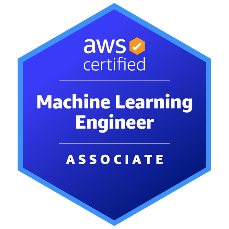 aws
certified
Machine Learning
Engineer
ASSOCIATE